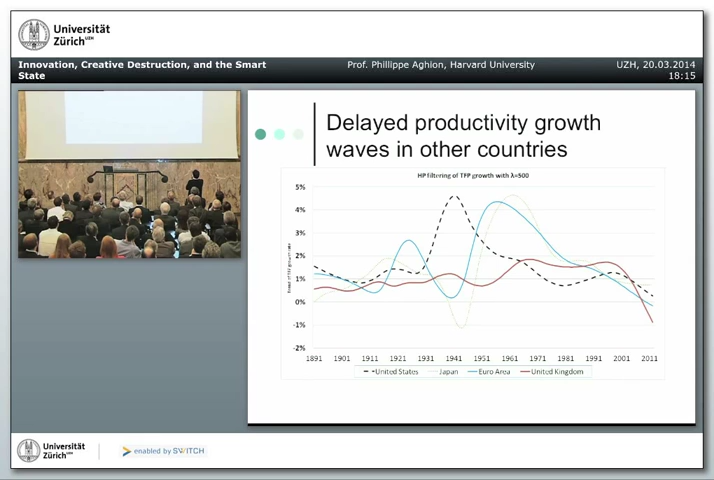 Universität
Zürich UZH
Innovation, Creative Destruction, and the Smart
State
Prof. Phillippe Aghion, Harvard University
UZH, 20.03.2014
18:15
Delayed productivity growth
waves in other countries
HP filtering of TFP growth with λ=500
5%
4%
3%
2%
1%
0%
-1%
-2%
1891 1901 1911 1921 1931 1941 1951 1961 1971 1981 1991 2001 2011
United States Japan Euro Area United Kingdom
Universität
Zürich UZH
enabled by SWITCH